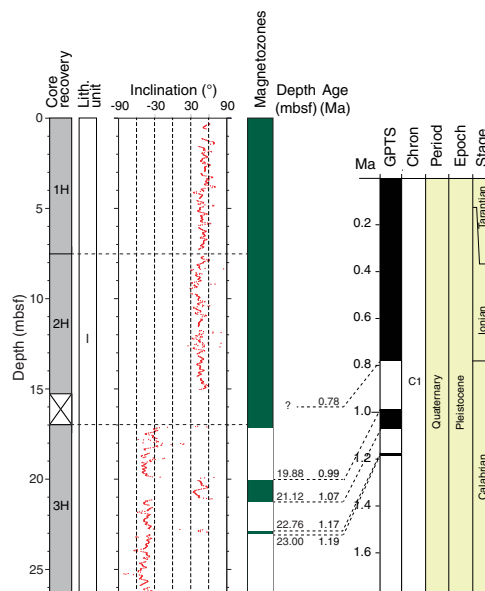 Core recovery
Lith. unit
Inclination (°)
-90 -30 30 90
Magnetozones
Depth (mbsf)
Age (Ma)
Ma
GPTS
Chron
Period
Epoch
Stage
Depth (mbsf)
0
5
10
15
20
25
1H
2H
3H
I
? 0.78
19.88 0.99
21.12 1.07
22.76 1.17
23.00 1.19
0.2
0.4
0.6
0.8
1.0
1.2
1.4
1.6
C1
Quaternary
Pleistocene
Tarantian
Ionian
Calabrian